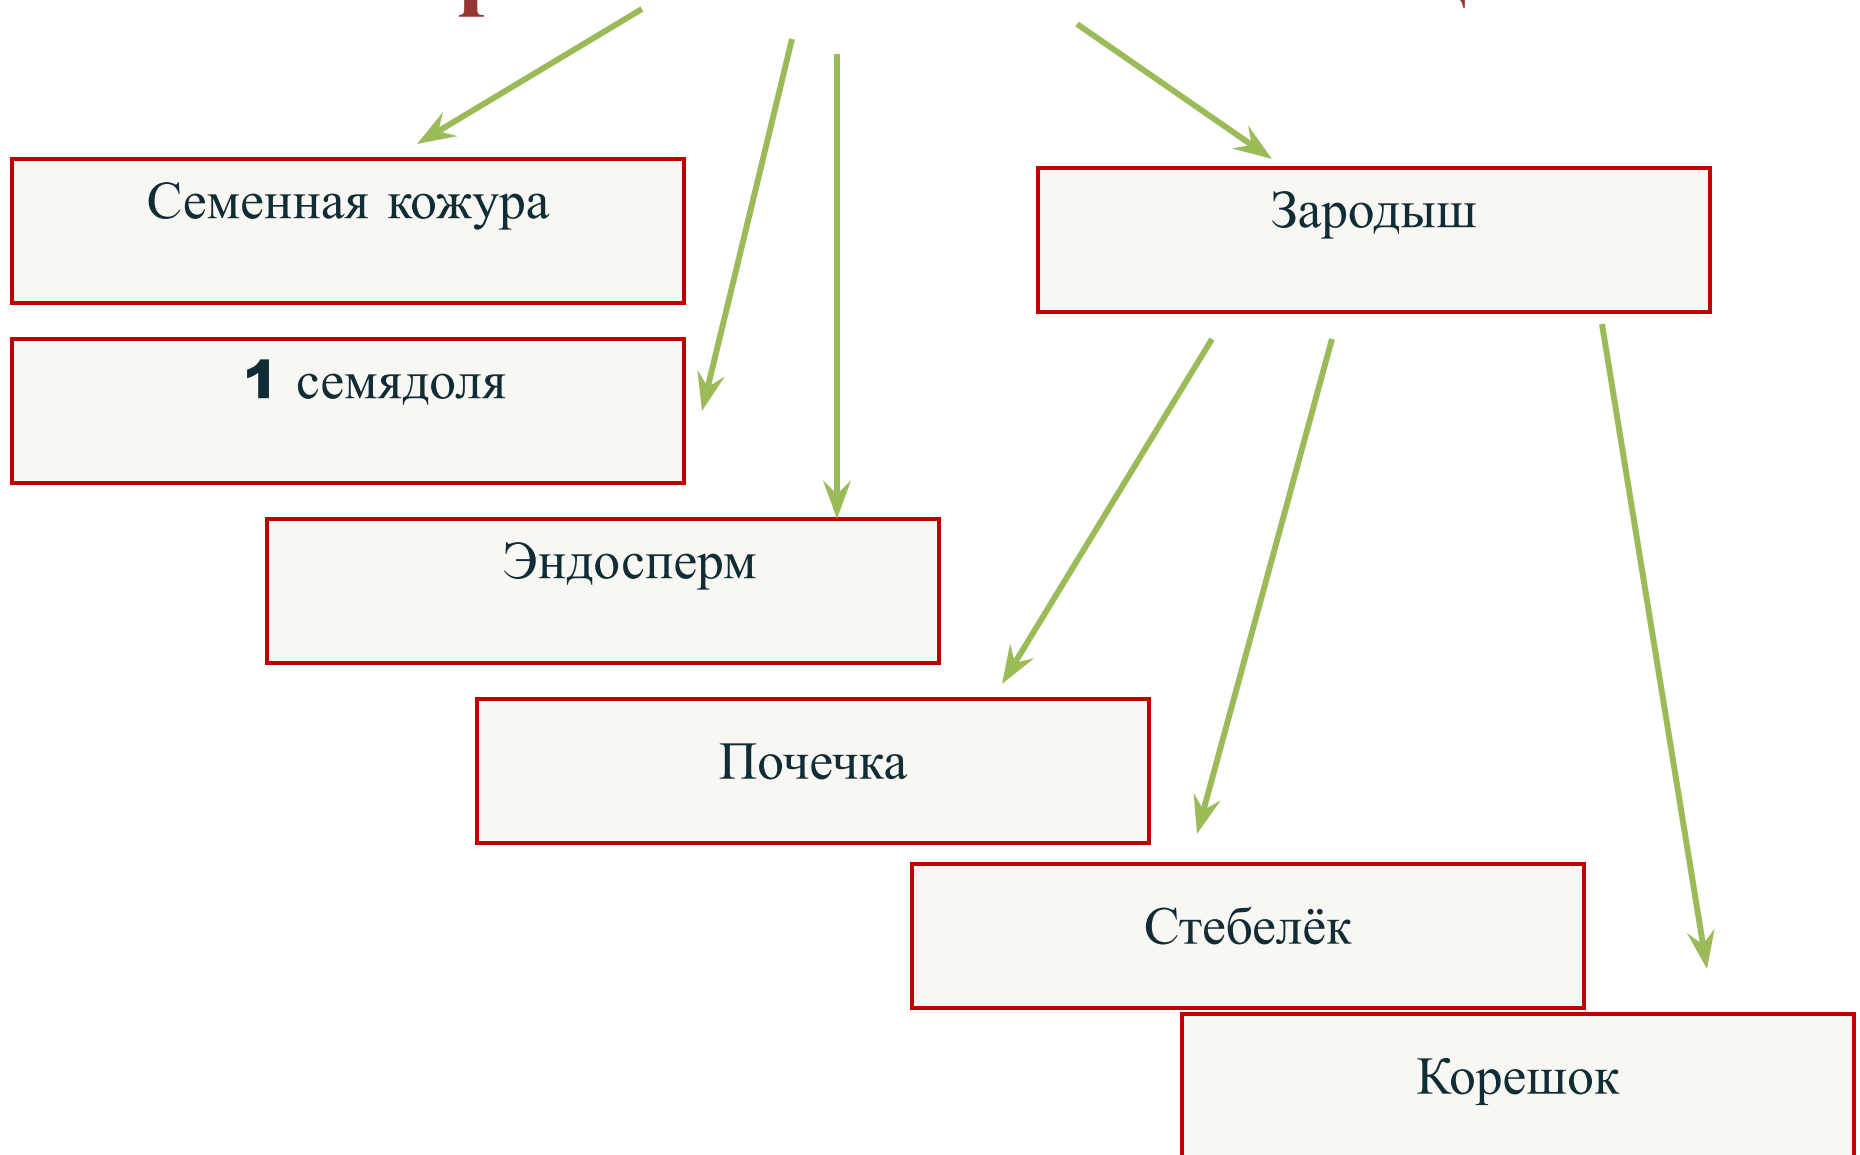 Семенная кожура
Зародыш
1 семядоля
Эндосперм
Почечка
Стебелёк
Корешок